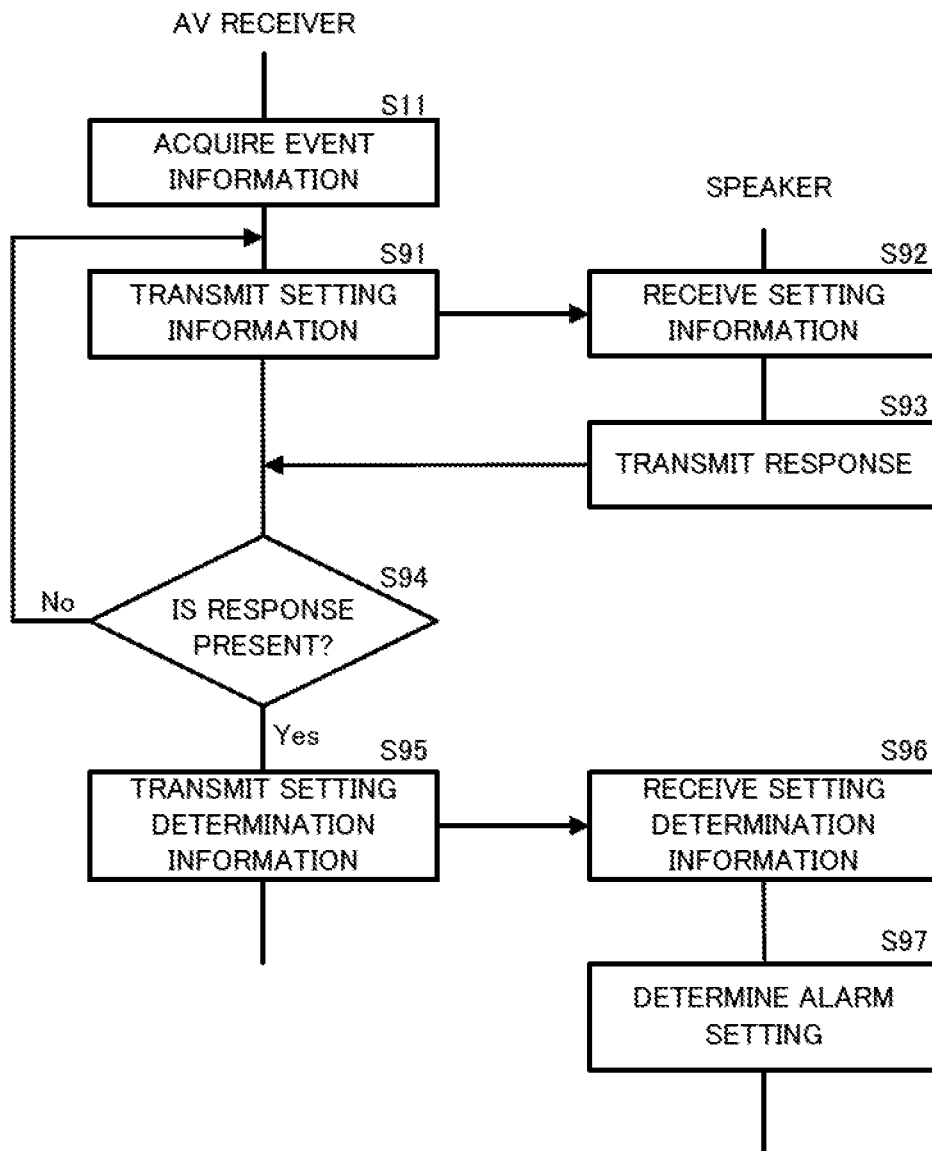 AV RECEIVER
S11
ACQUIRE EVENT
INFORMATION
SPEAKER
S91
TRANSMIT SETTING
INFORMATION
S92
RECEIVE SETTING
INFORMATION
S93
TRANSMIT RESPONSE
S94
No
IS RESPONSE
PRESENT?
Yes
S95
TRANSMIT SETTING
DETERMINATION
INFORMATION
S96
RECEIVE SETTING
DETERMINATION
INFORMATION
S97
DETERMINE ALARM
SETTING